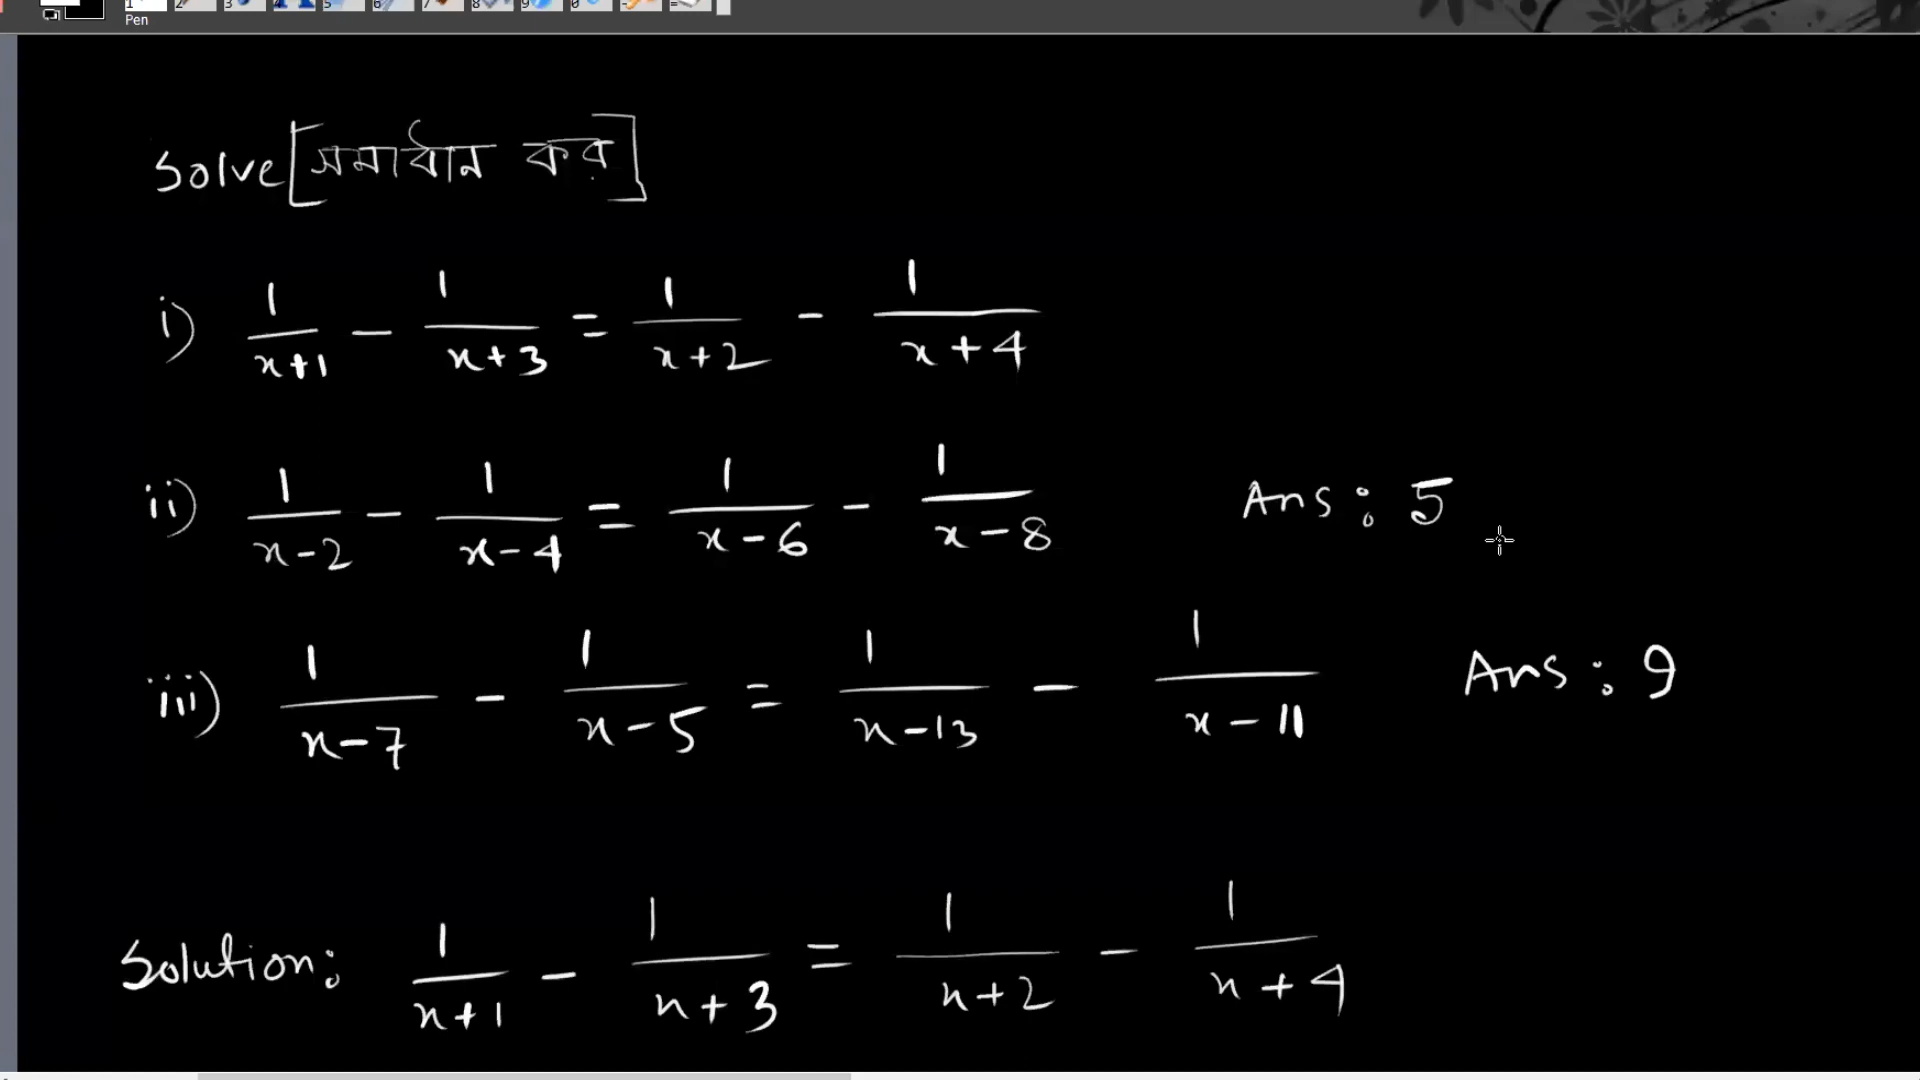 Pen
Solve [সমাধান কর]
i) 1/(x+1) - 1/(x+3) = 1/(x+2) - 1/(x+4)
ii) 1/(x-2) - 1/(x-4) = 1/(x-6) - 1/(x-8) Ans: 5
iii) 1/(x-7) - 1/(x-5) = 1/(x-13) - 1/(x-11) Ans: 9
Solution: 1/(x+1) - 1/(x+3) = 1/(x+2) - 1/(x+4)